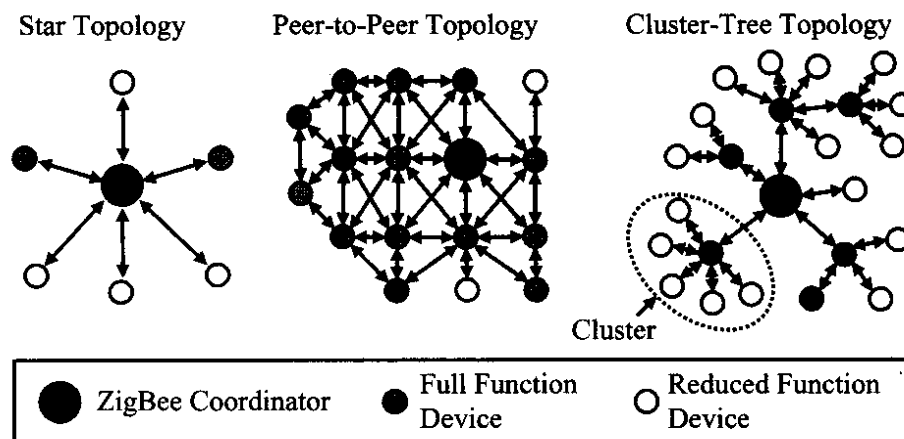 Star Topology
Peer-to-Peer Topology
Cluster-Tree Topology
Cluster
ZigBee Coordinator
Full Function
Device
Reduced Function
Device